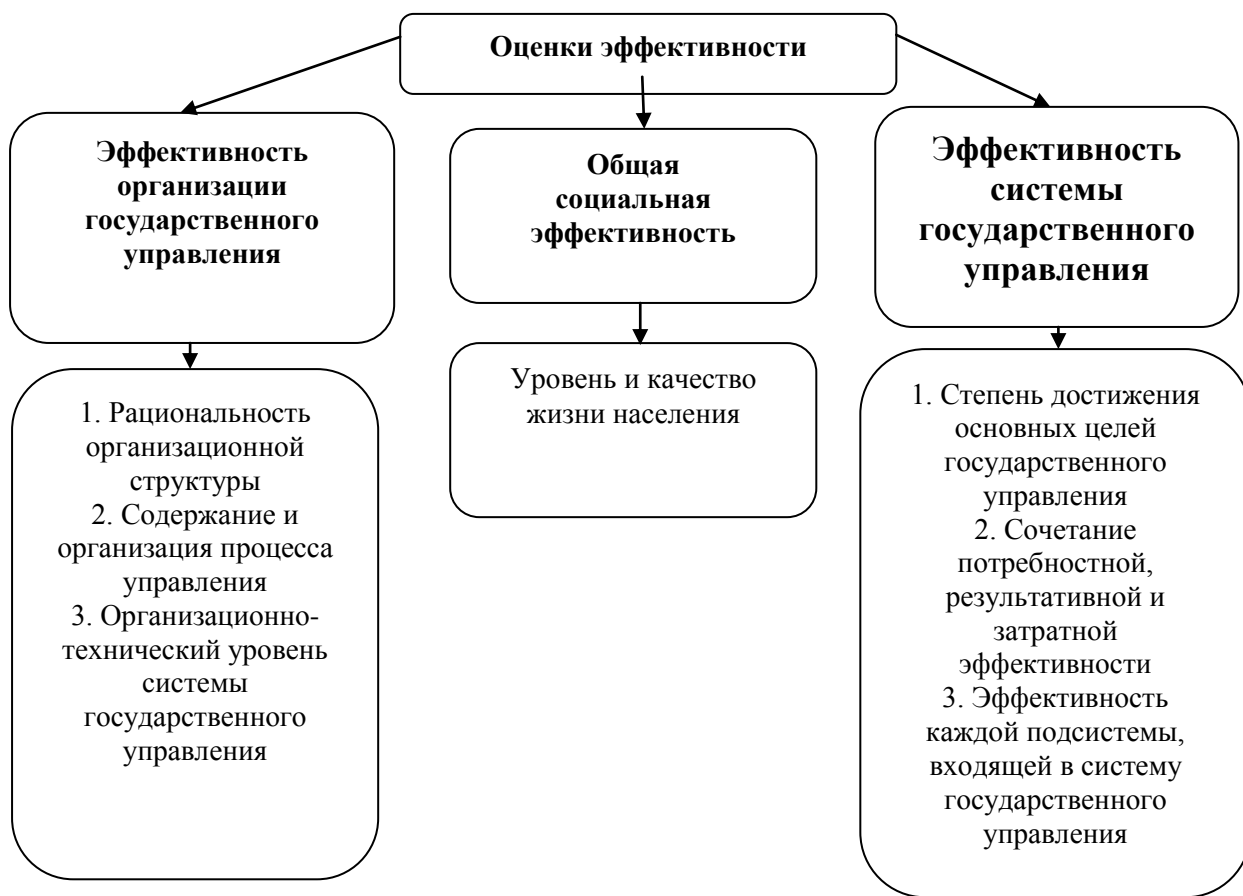 Оценки эффективности
Эффективность
организации
государственного
управления
Общая
социальная
эффективность
Эффективность
системы
государственного
управления
1. Рациональность
организационной
структуры
2. Содержание и
организация процесса
управления
3. Организационно-
технический уровень
системы
государственного
управления
Уровень и качество
жизни населения
1. Степень достижения
основных целей
государственного
управления
2. Сочетание
потребностной,
результативной и
затратной
эффективности
3. Эффективность
каждой подсистемы,
входящей в систему
государственного
управления